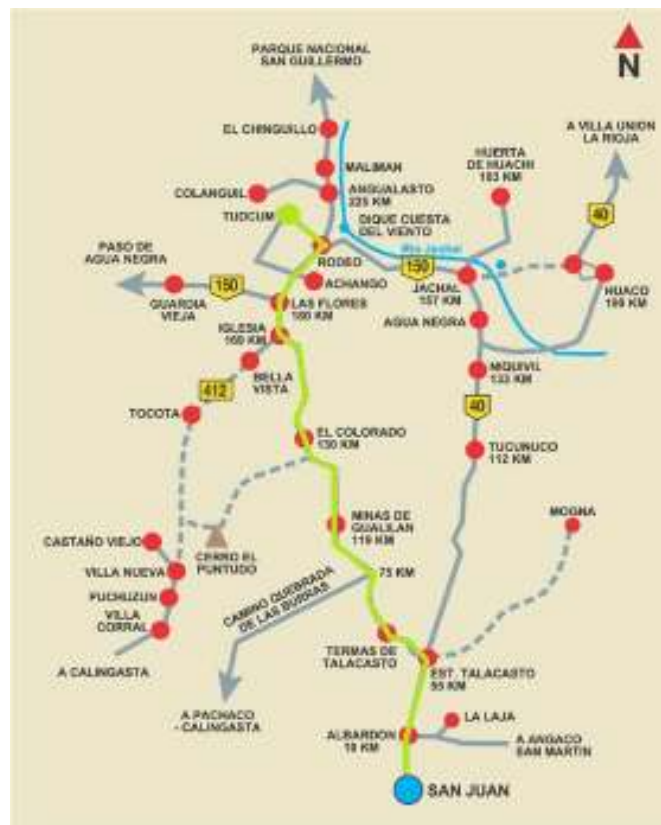 PARQUE NACIONAL
SAN GUILLERMO
N
A VILLA UNION
LA RIOJA
EL CHINGUILLO
MALIMAN
HUERTA
DE HUACHI
183 KM
COLANGUIL
ANGUALASTO
225 KM
TUDCUM
DIQUE CUESTA
DEL VIENTO
40
PASO DE
AGUA NEGRA
RODEO
Rio Jachal
150
150
ACHANGO
JACHAL
157 KM
HUACO
GUARDIA
VIEJA
LAS FLORES
180 KM
AGUA NEGRA
IGLESIA
169 KM
BELLA
VISTA
NIQUIVIL
133 KM
412
40
TOCOTA
EL COLORADO
130 KM
TUCUNUCO
112 KM
MINAS DE
GUALILAN
119 KM
MOGNA
CASTAÑO VIEJO
CERRO EL
PUNTUDO
VILLA NUEVA
75 KM
PUCHUZUN
CAMINO QUEBRADA
DE LAS BURRAS
VILLA
CORRAL
TERMAS DE
TALACASTO
A CALINGASTA
EST. TALACASTO
55 KM
A PACHACO
- CALINGASTA
LA LAJA
ALBARDON
10 KM
A ANGACO
SAN MARTIN
SAN JUAN